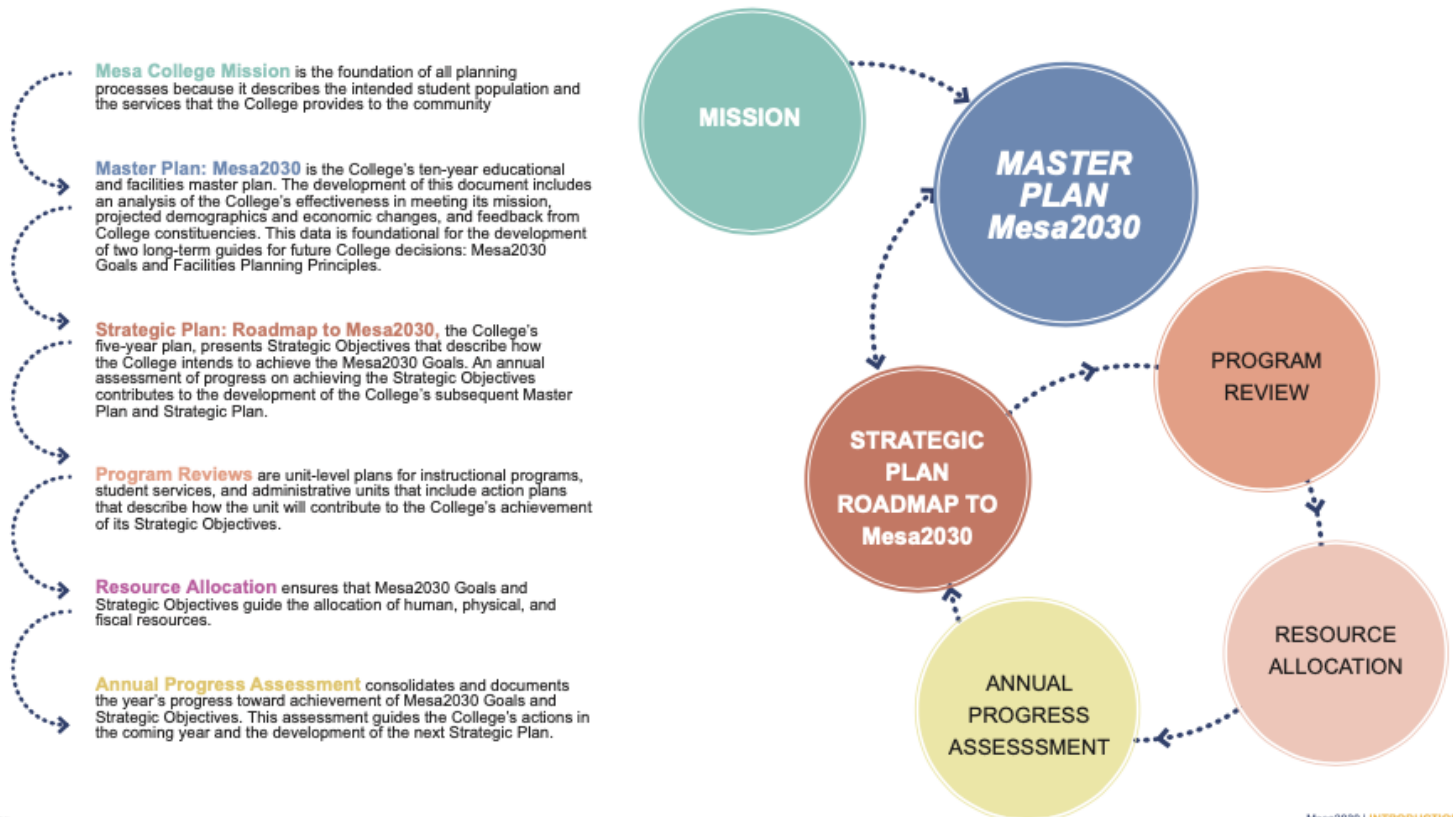 Mesa College Mission is the foundation of all planning
processes because it describes the intended student population and
the services that the College provides to the community
Master Plan: Mesa2030 is the College's ten-year educational
and facilities master plan. The development of this document includes
an analysis of the College's effectiveness in meeting its mission,
projected demographics and economic changes, and feedback from
College constituencies. This data is foundational for the development
of two long-term guides for future College decisions: Mesa2030
Goals and Facilities Planning Principles.
Strategic Plan: Roadmap to Mesa2030, the College's
five-year plan, presents Strategic Objectives that describe how
the College intends to achieve the Mesa2030 Goals. An annual
assessment of progress on achieving the Strategic Objectives
contributes to the development of the College's subsequent Master
Plan and Strategic Plan.
Program Reviews are unit-level plans for instructional programs,
student services, and administrative units that include action plans
that describe how the unit will contribute to the College's achievement
of its Strategic Objectives.
Resource Allocation ensures that Mesa2030 Goals and
Strategic Objectives guide the allocation of human, physical, and
fiscal resources.
Annual Progress Assessment consolidates and documents
the year's progress toward achievement of Mesa2030 Goals and
Strategic Objectives. This assessment guides the College's actions in
the coming year and the development of the next Strategic Plan.
MISSION
MASTER
PLAN
Mesa2030
PROGRAM
REVIEW
STRATEGIC
PLAN
ROADMAP TO
Mesa2030
RESOURCE
ALLOCATION
ANNUAL
PROGRESS
ASSESSSMENT